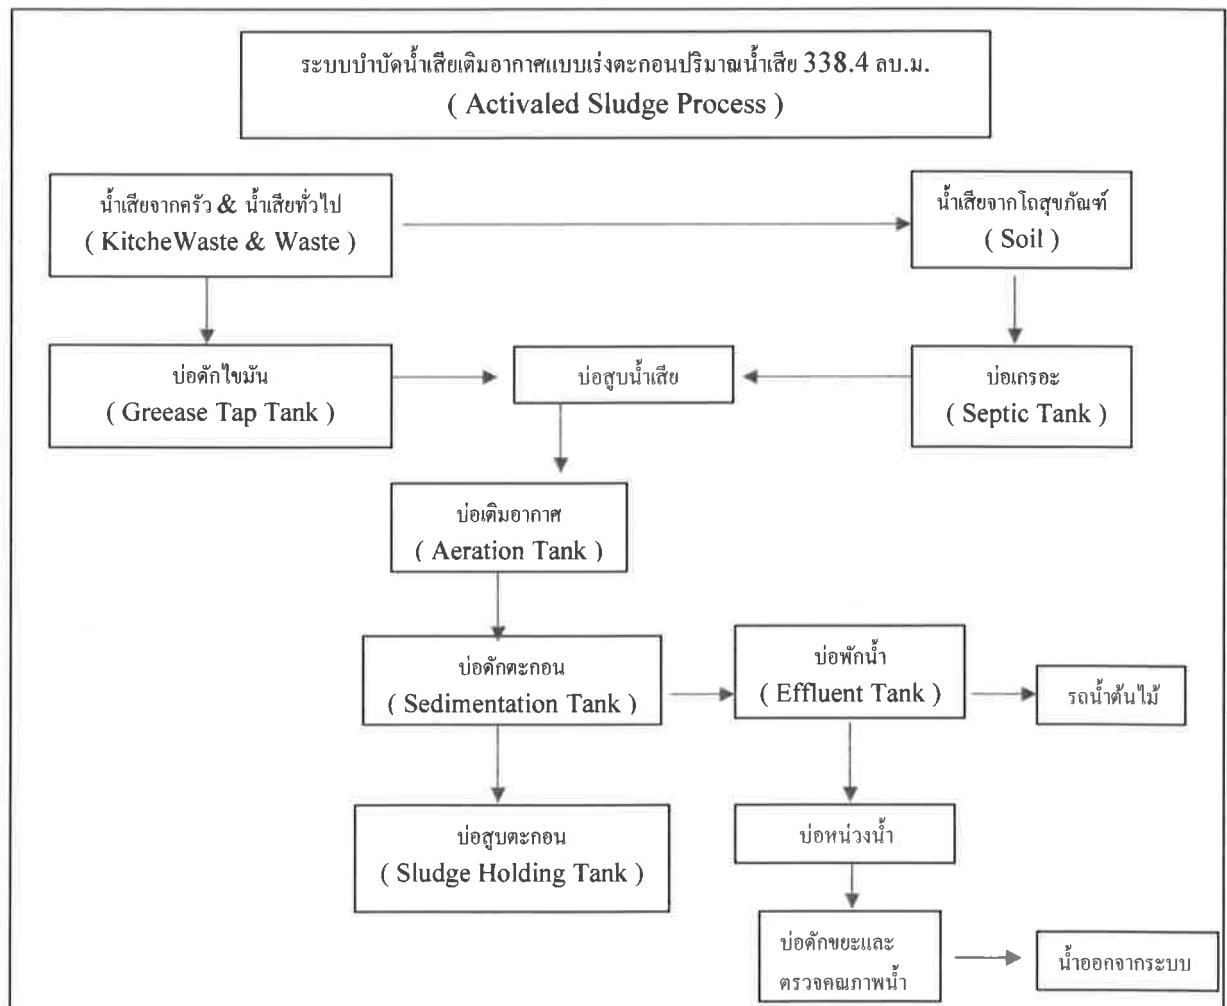 ระบบบำบัดน้ำเสียเติมอากาศแบบเร่งตะกอนปริมาณน้ำเสีย 338.4 ลบ.ม.
( Activaled Sludge Process )
น้ำเสียจากครัว & น้ำเสียทั่วไป
( KitcheWaste & Waste )
น้ำเสียจากโถสุขภัณฑ์
( Soil )
บ่อดักไขมัน
( Greease Tap Tank )
บ่อสูบน้ำเสีย
บ่อเกรอะ
( Septic Tank )
บ่อเติมอากาศ
( Aeration Tank )
บ่อดักตะกอน
( Sedimentation Tank )
บ่อพักน้ำ
( Effluent Tank )
รถน้ำต้นไม้
บ่อสูบตะกอน
( Sludge Holding Tank )
บ่อหน่วงน้ำ
บ่อดักขยะและ
ตรวจคณภาพน้ำ
น้ำออกจากระบบ